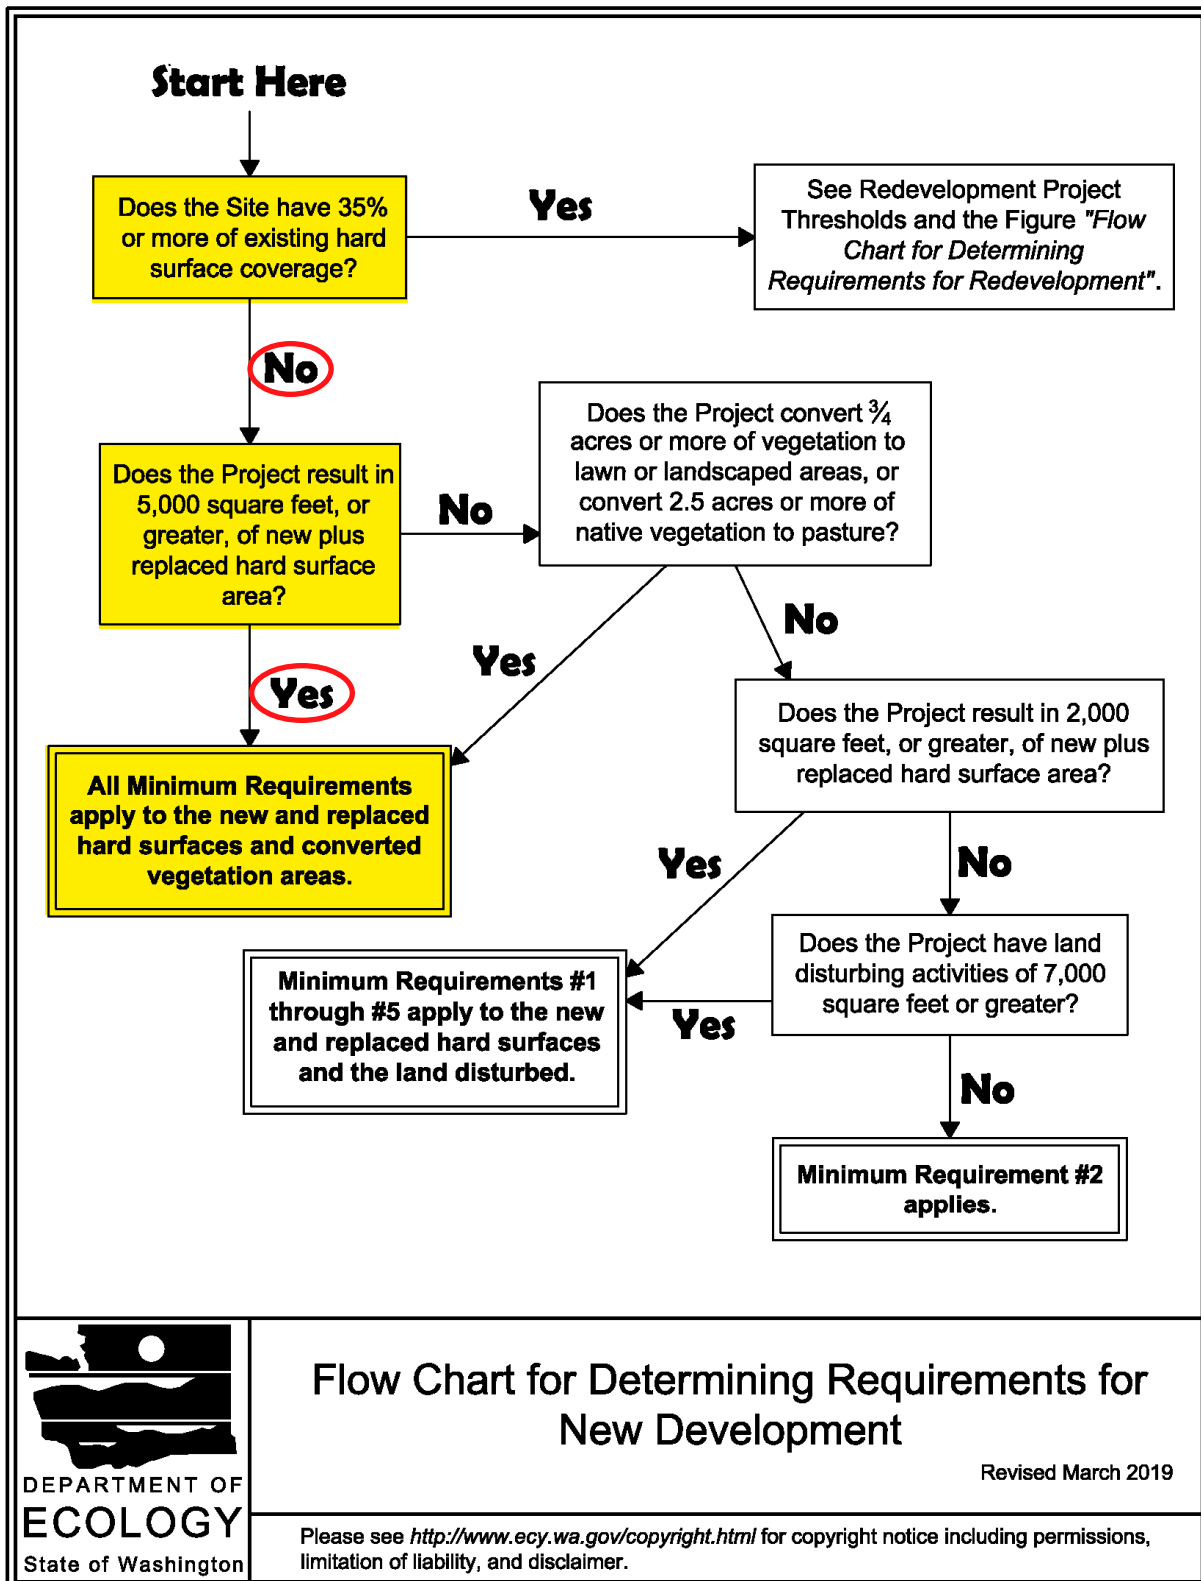 Start Here
Does the Site have 35%
or more of existing hard
surface coverage?
Yes
See Redevelopment Project
Thresholds and the Figure "Flow
Chart for Determining
Requirements for Redevelopment".
No
Does the Project result in
5,000 square feet, or
greater, of new plus
replaced hard surface
area?
No
Does the Project convert ¾
acres or more of vegetation to
lawn or landscaped areas, or
convert 2.5 acres or more of
native vegetation to pasture?
Yes
Yes
No
All Minimum Requirements
apply to the new and replaced
hard surfaces and converted
vegetation areas.
Does the Project result in 2,000
square feet, or greater, of new plus
replaced hard surface area?
Yes
No
Minimum Requirements #1
through #5 apply to the new
and replaced hard surfaces
and the land disturbed.
Yes
Does the Project have land
disturbing activities of 7,000
square feet or greater?
No
Minimum Requirement #2
applies.
DEPARTMENT OF
ECOLOGY
State of Washington
Flow Chart for Determining Requirements for
New Development
Revised March 2019
Please see http://www.ecy.wa.gov/copyright.html for copyright notice including permissions,
limitation of liability, and disclaimer.